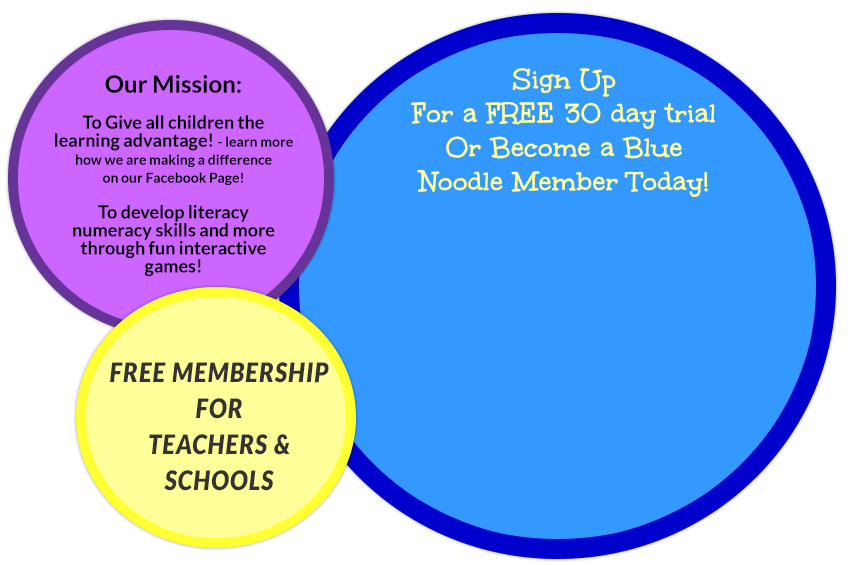 Our Mission:
To Give all children the
learning advantage! - learn more
how we are making a difference
on our Facebook Page!
To develop literacy
numeracy skills and more
through fun interactive
games!
Sign Up
For a FREE 30 day trial
Or Become a Blue
Noodle Member Today!
FREE MEMBERSHIP
FOR
TEACHERS &
SCHOOLS